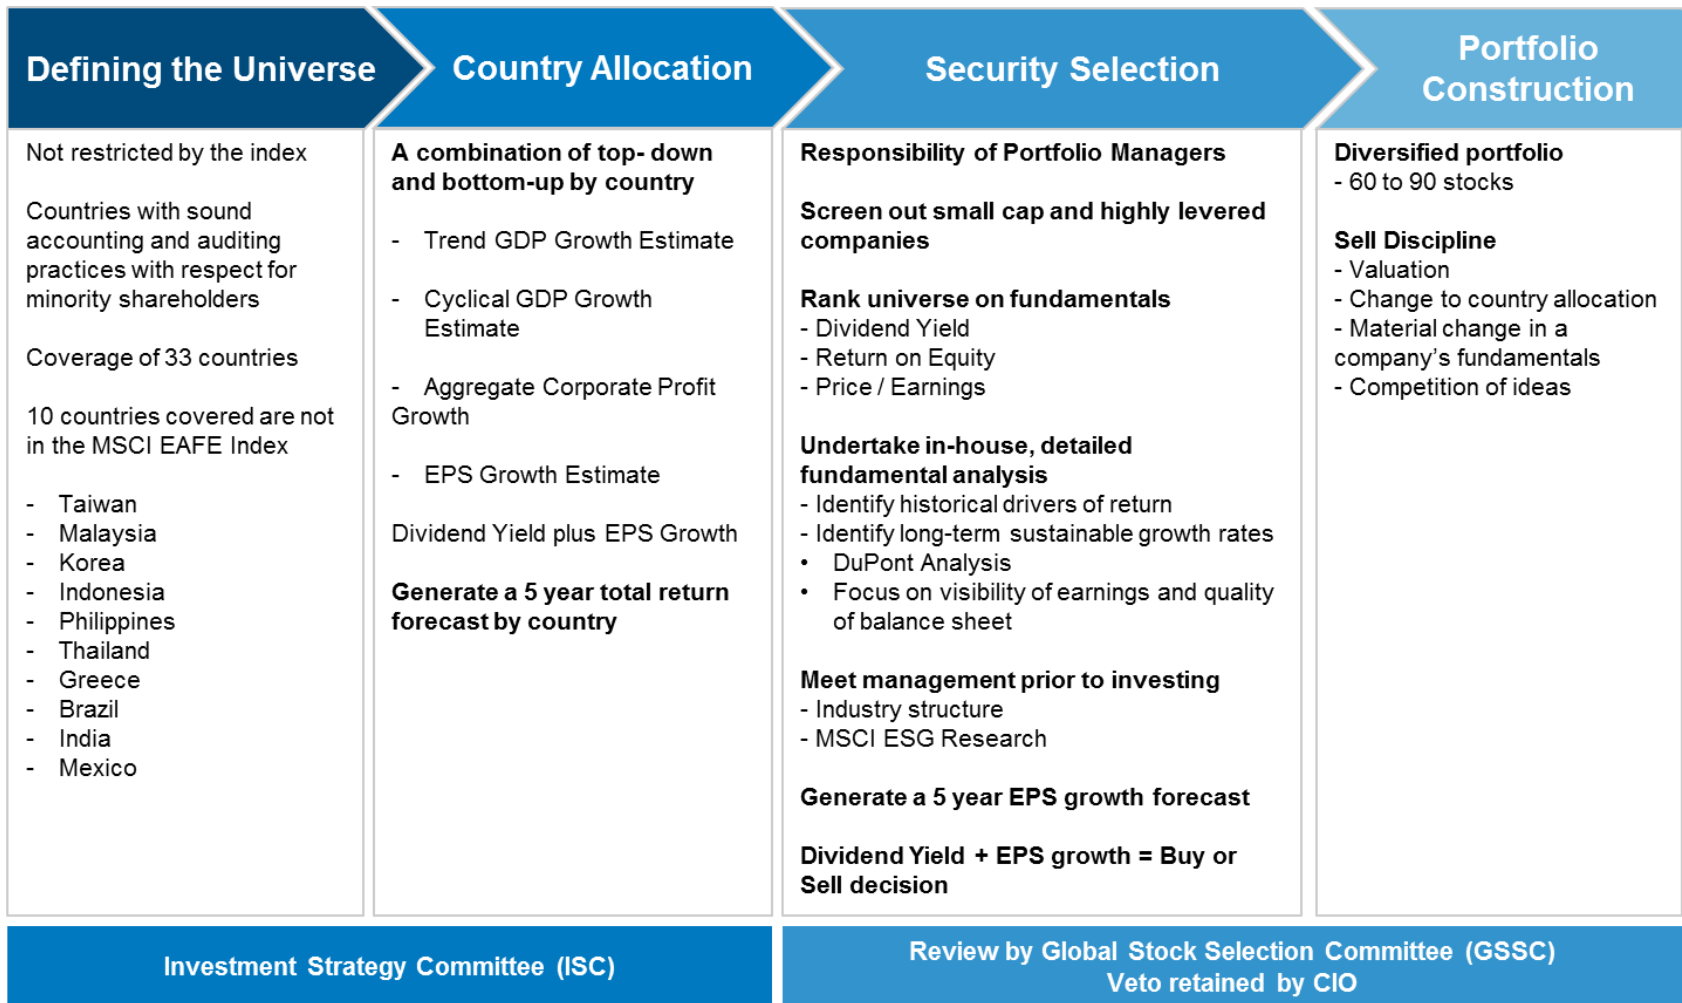 Defining the Universe
Country Allocation
Security Selection
Portfolio
Construction
Not restricted by the index
Countries with sound
accounting and auditing
practices with respect for
minority shareholders
Coverage of 33 countries
10 countries covered are not
in the MSCI EAFE Index
- Taiwan
- Malaysia
- Korea
- Indonesia
- Philippines
- Thailand
- Greece
- Brazil
- India
- Mexico
A combination of top- down
and bottom-up by country
- Trend GDP Growth Estimate
- Cyclical GDP Growth
Estimate
- Aggregate Corporate Profit
Growth
- EPS Growth Estimate
Dividend Yield plus EPS Growth
Generate a 5 year total return
forecast by country
Responsibility of Portfolio Managers
Screen out small cap and highly levered
companies
Rank universe on fundamentals
- Dividend Yield
- Return on Equity
- Price / Earnings
Undertake in-house, detailed
fundamental analysis
- Identify historical drivers of return
- Identify long-term sustainable growth rates
• DuPont Analysis
• Focus on visibility of earnings and quality
of balance sheet
Meet management prior to investing
- Industry structure
- MSCI ESG Research
Generate a 5 year EPS growth forecast
Dividend Yield + EPS growth = Buy or
Sell decision
Diversified portfolio
- 60 to 90 stocks
Sell Discipline
- Valuation
- Change to country allocation
- Material change in a
company's fundamentals
- Competition of ideas
Investment Strategy Committee (ISC)
Review by Global Stock Selection Committee (GSSC)
Veto retained by CIO